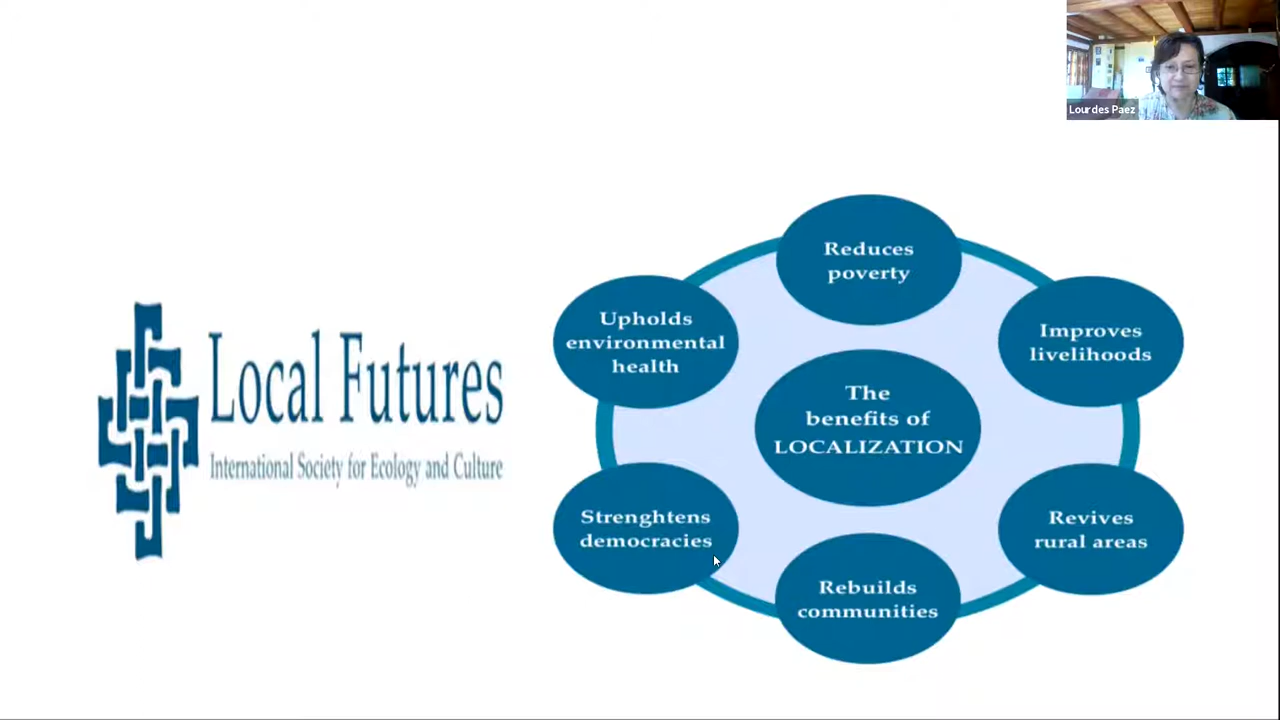 Lourdes Paez
Local Futures
International Society for Ecology and Culture
Reduces
poverty
Improves
livelihoods
Revives
rural areas
Rebuilds
communities
Strenghtens
democracies
Upholds
environmental
health
The
benefits of
LOCALIZATION